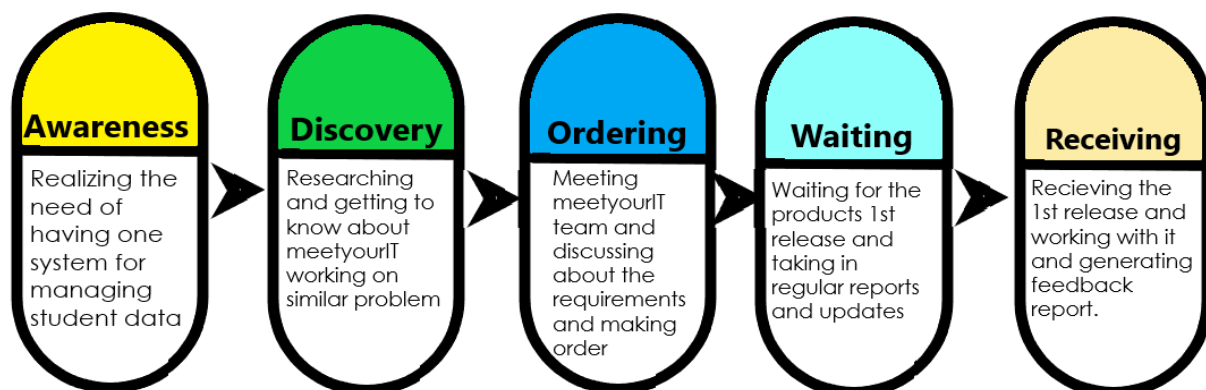 Awareness
Realizing the
need of
having one
system for
managing
student data
Discovery
Researching
and getting to
know about
meetyourIT
working on
similar problem
Ordering
Meeting
meetyourIT
team and
discussing
about the
requirements
and making
order
Waiting
Waiting for the
products 1st
release and
taking in
regular reports
and updates
Receiving
Recieving the
1st release and
working with it
and generating
feedback
report.